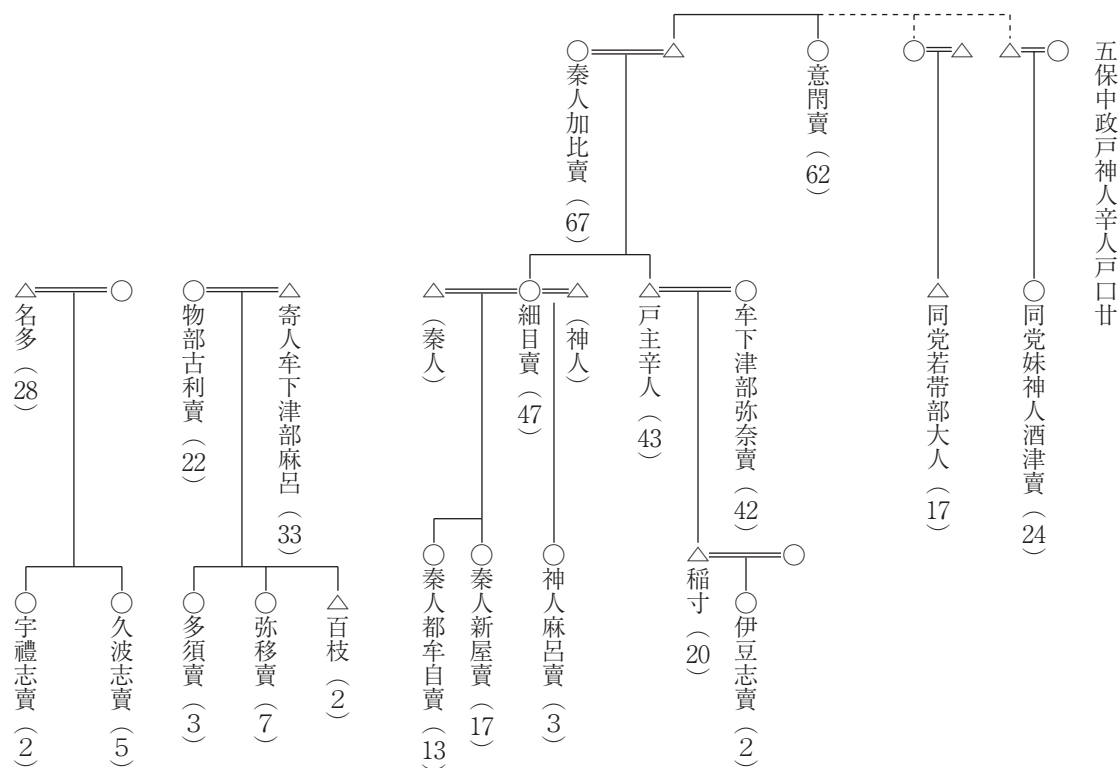 五保中政戸神人辛人戸口廿
意閇賣（62）
秦人加比賣（67）
同党妹神人酒津賣（24）
同党若帯部大人（17）
牟下津部弥奈賣（42）
戸主辛人（43）
（神人）
細目賣（47）
（秦人）
寄人牟下津部麻呂（33）
物部古利賣（22）
名多（28）
稲寸（20）
神人麻呂賣（3）
秦人新屋賣（17）
秦人都牟自賣（13）
伊豆志賣（2）
百枝（2）
弥移賣（7）
多須賣（3）
久波志賣（5）
宇禮志賣（2）